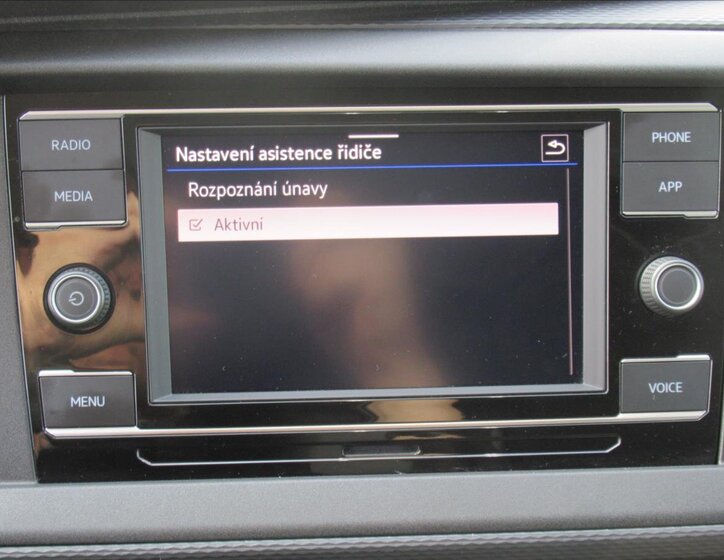 RADIO
MEDIA
MENU
Nastavení asistence řidiče
Rozpoznání únavy
Aktivní
PHONE
APP
VOICE